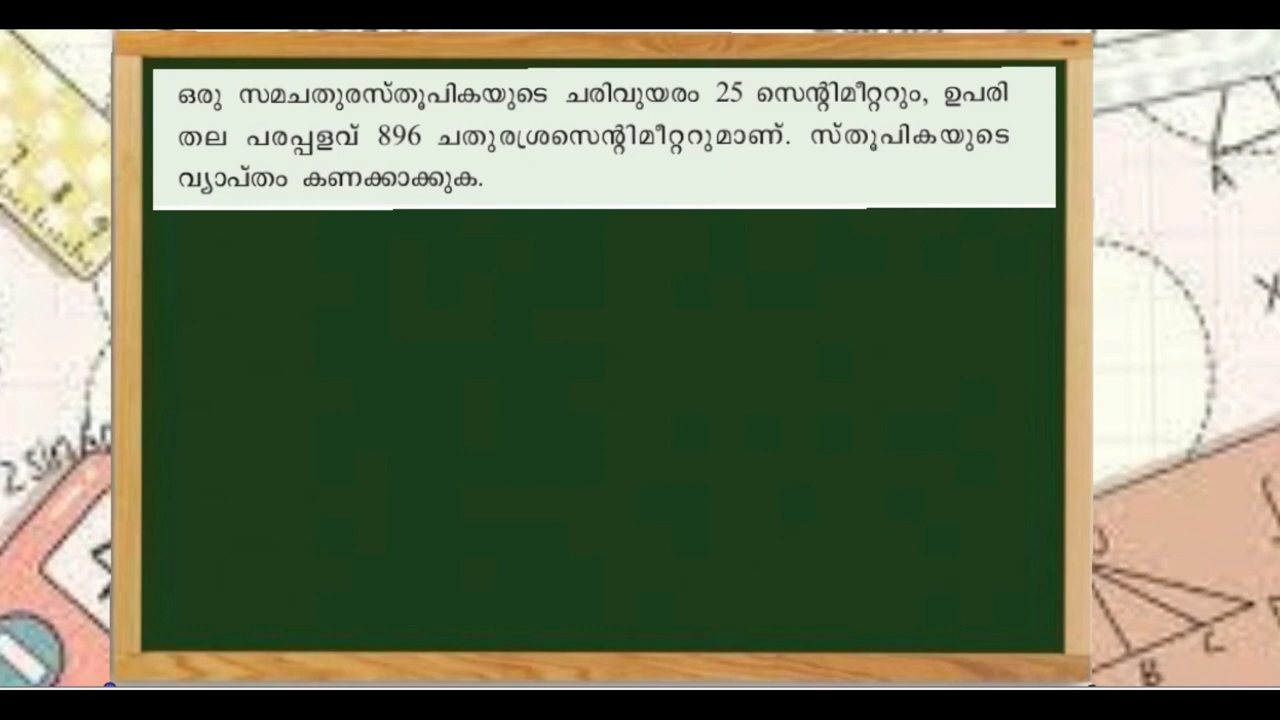 ഒരു സമചതുരസ്തൂപികയുടെ ചരിവുയരം 25 സെന്റിമീറ്ററും, ഉപരി
തല പരപ്പളവ് 896 ചതുരശ്രസെന്റിമീറ്ററുമാണ്. സ്തൂപികയുടെ
വ്യാപ്തം കണക്കാക്കുക.
A
X
B
C